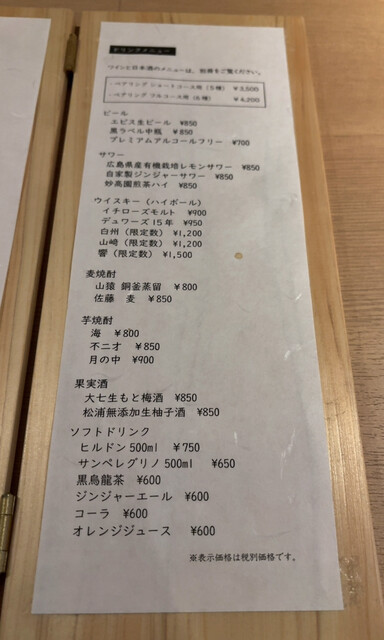 ドリンクメニュー
ワインと日本酒のメニューは、別冊をご覧ください。
・ペアリング ショートコース用（5種）￥3,500
・ペアリング フルコース用（6種）￥4,200
ビール
エビス生ビール ¥850
黒ラベル中瓶 ¥850
プレミアムアルコールフリー ¥700
サワー
広島県産有機栽培レモンサワー ¥850
自家製ジンジャーサワー ¥850
妙高園煎茶ハイ ¥850
ウイスキー（ハイボール）
イチローズモルト ¥900
デュワーズ15年 ¥950
白州（限定数）¥1,200
山崎（限定数）¥1,200
響（限定数）¥1,500
麦焼酎
山猿 銅釜蒸留 ￥800
佐藤 麦 ￥850
芋焼酎
海 ￥800
不二才 ￥850
月の中 ¥900
果実酒
大七生もと梅酒 ¥850
松浦無添加生柚子酒 ¥850
ソフトドリンク
ヒルドン500ml ￥750
サンペレグリノ500ml ¥650
黒烏龍茶 ¥600
ジンジャーエール ¥600
コーラ ¥600
オレンジジュース ¥600
※表示価格は税別価格です。